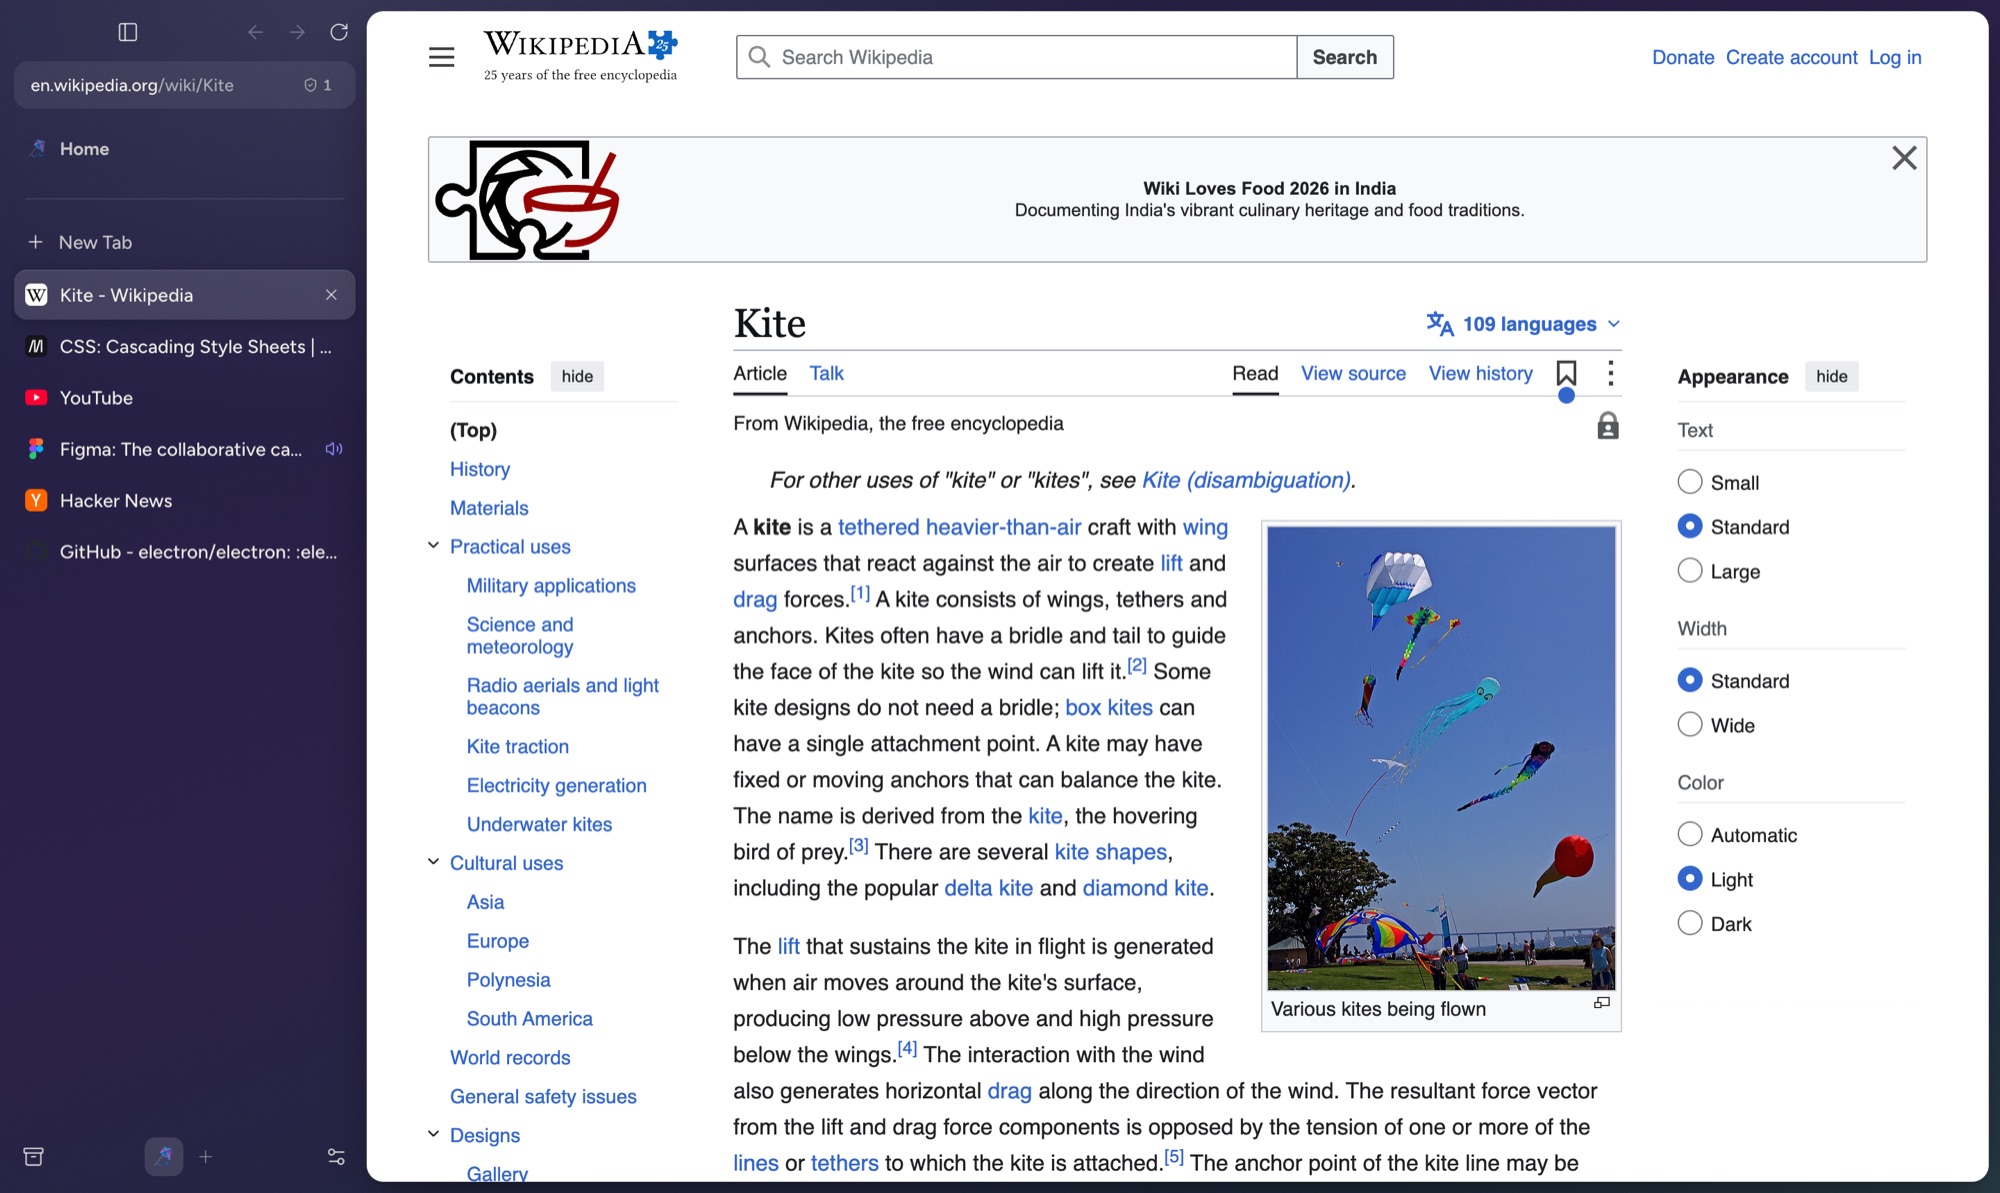 en.wikipedia.org/wiki/Kite
1
Home
New Tab
Kite - Wikipedia
CSS: Cascading Style Sheets | ...
YouTube
Figma: The collaborative ca...
Hacker News
GitHub - electron/electron: :ele...
WIKIPEDIA 25
25 years of the free encyclopedia
Search Wikipedia
Search
Donate Create account Log in
Wiki Loves Food 2026 in India
Documenting India's vibrant culinary heritage and food traditions.
Kite
109 languages
Contents hide
(Top)
History
Materials
Practical uses
Military applications
Science and
meteorology
Radio aerials and light
beacons
Kite traction
Electricity generation
Underwater kites
Cultural uses
Asia
Europe
Polynesia
South America
World records
General safety issues
Designs
Gallery
Article Talk
Read View source View history
From Wikipedia, the free encyclopedia
For other uses of "kite" or "kites", see Kite (disambiguation).
A kite is a tethered heavier-than-air craft with wing
surfaces that react against the air to create lift and
drag forces.[1] A kite consists of wings, tethers and
anchors. Kites often have a bridle and tail to guide
the face of the kite so the wind can lift it.[2] Some
kite designs do not need a bridle; box kites can
have a single attachment point. A kite may have
fixed or moving anchors that can balance the kite.
The name is derived from the kite, the hovering
bird of prey.[3] There are several kite shapes,
including the popular delta kite and diamond kite.
Various kites being flown
The lift that sustains the kite in flight is generated
when air moves around the kite's surface,
producing low pressure above and high pressure
below the wings.[4] The interaction with the wind
also generates horizontal drag along the direction of the wind. The resultant force vector
from the lift and drag force components is opposed by the tension of one or more of the
lines or tethers to which the kite is attached.[5] The anchor point of the kite line may be
Appearance hide
Text
Small
Standard
Large
Width
Standard
Wide
Color
Automatic
Light
Dark